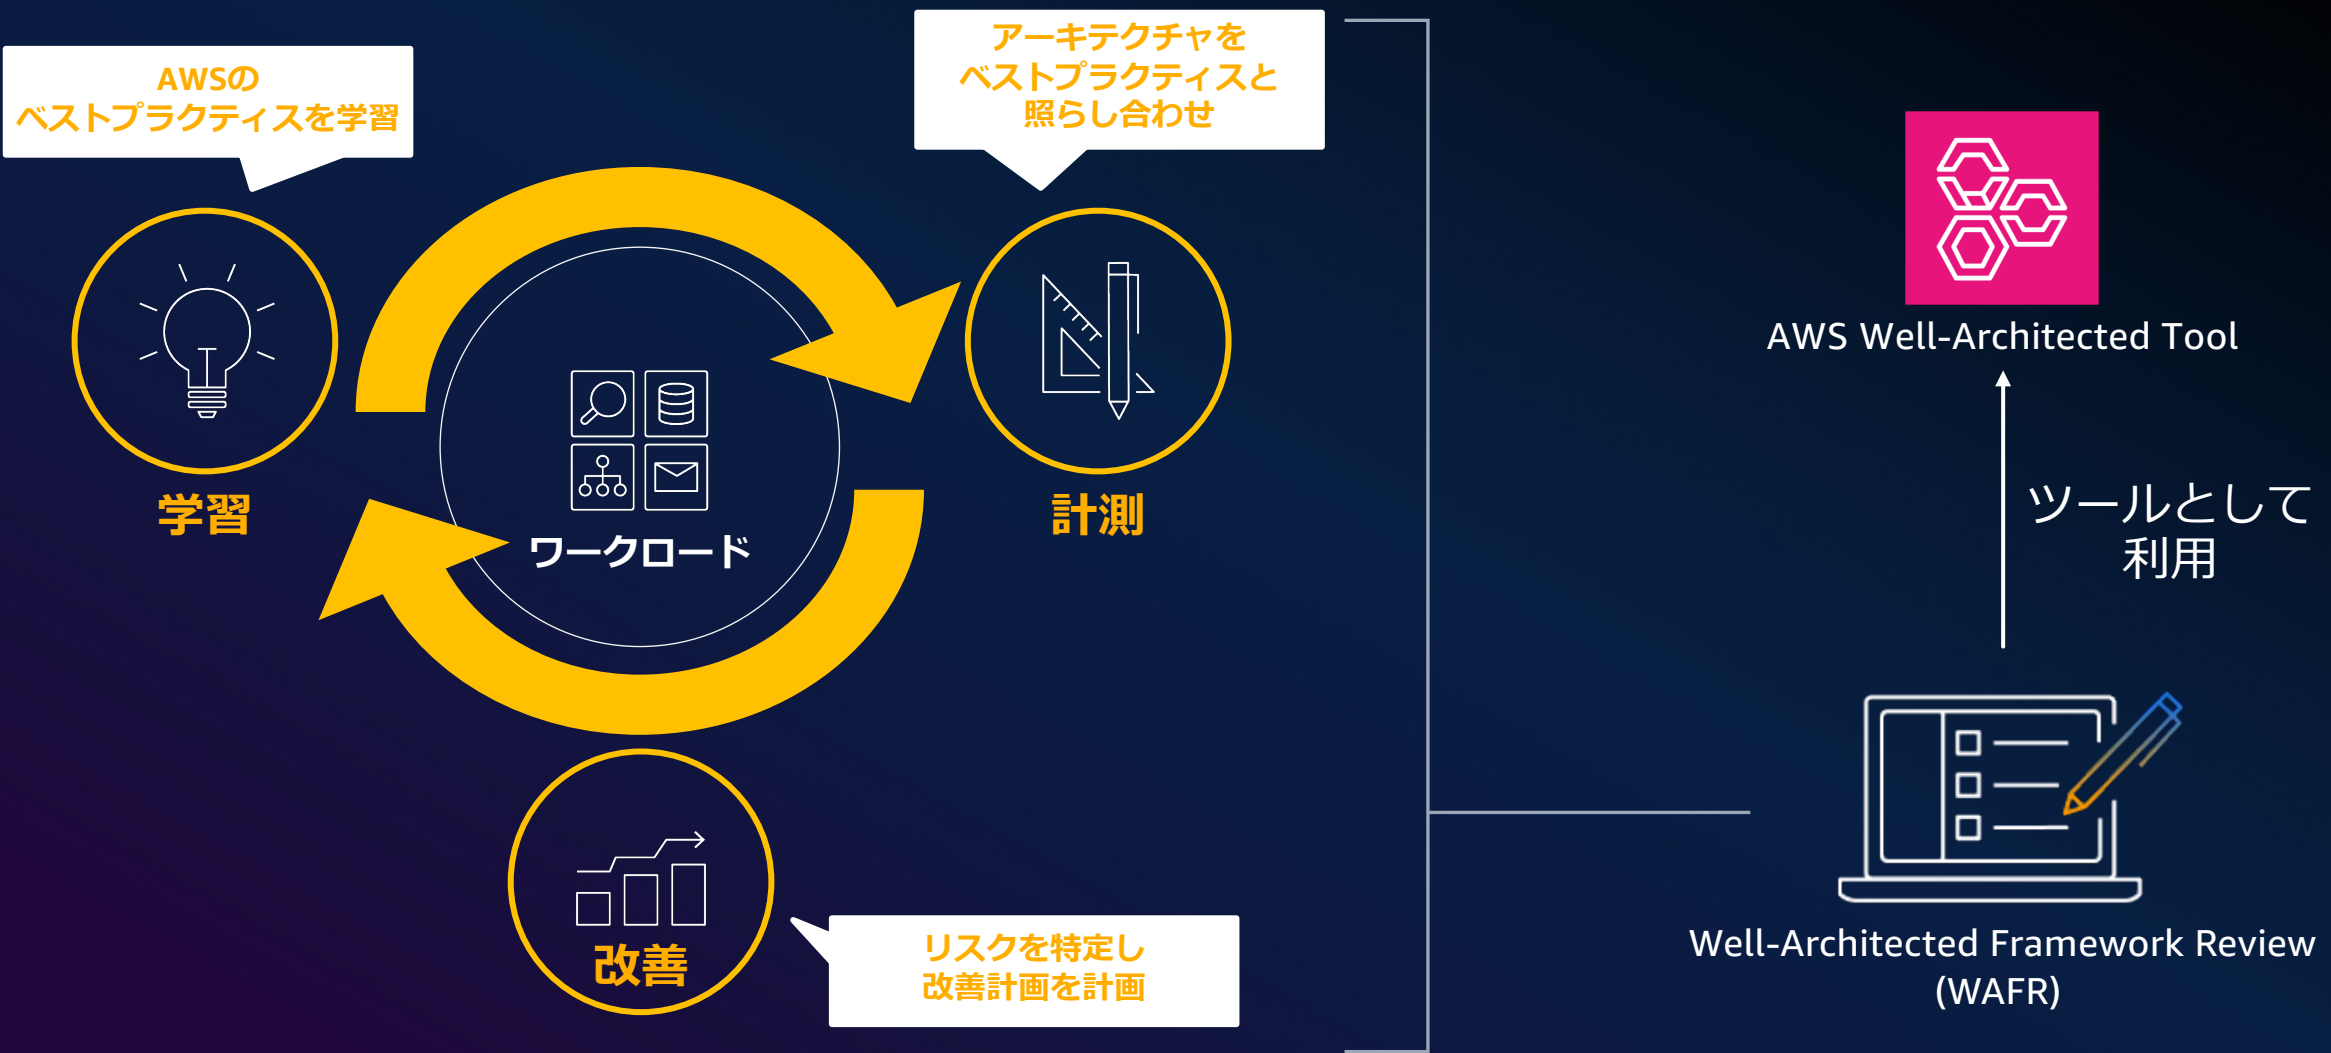 AWSの
ベストプラクティスを学習
アーキテクチャを
ベストプラクティスと
照らし合わせ
学習
計測
ワークロード
改善
リスクを特定し
改善計画を計画
AWS Well-Architected Tool
ツールとして
利用
Well-Architected Framework Review
(WAFR)